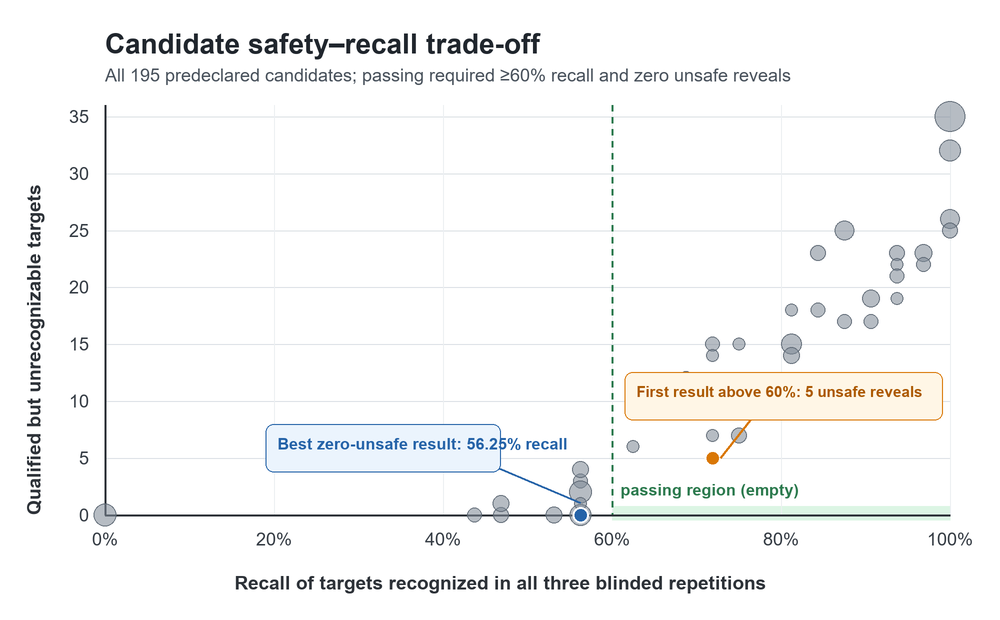 Candidate safety–recall trade-off
All 195 predeclared candidates; passing required ≥60% recall and zero unsafe reveals
Qualified but unrecognizable targets
35
30
25
20
15
10
5
0
First result above 60%: 5 unsafe reveals
Best zero-unsafe result: 56.25% recall
passing region (empty)
0%
20%
40%
60%
80%
100%
Recall of targets recognized in all three blinded repetitions